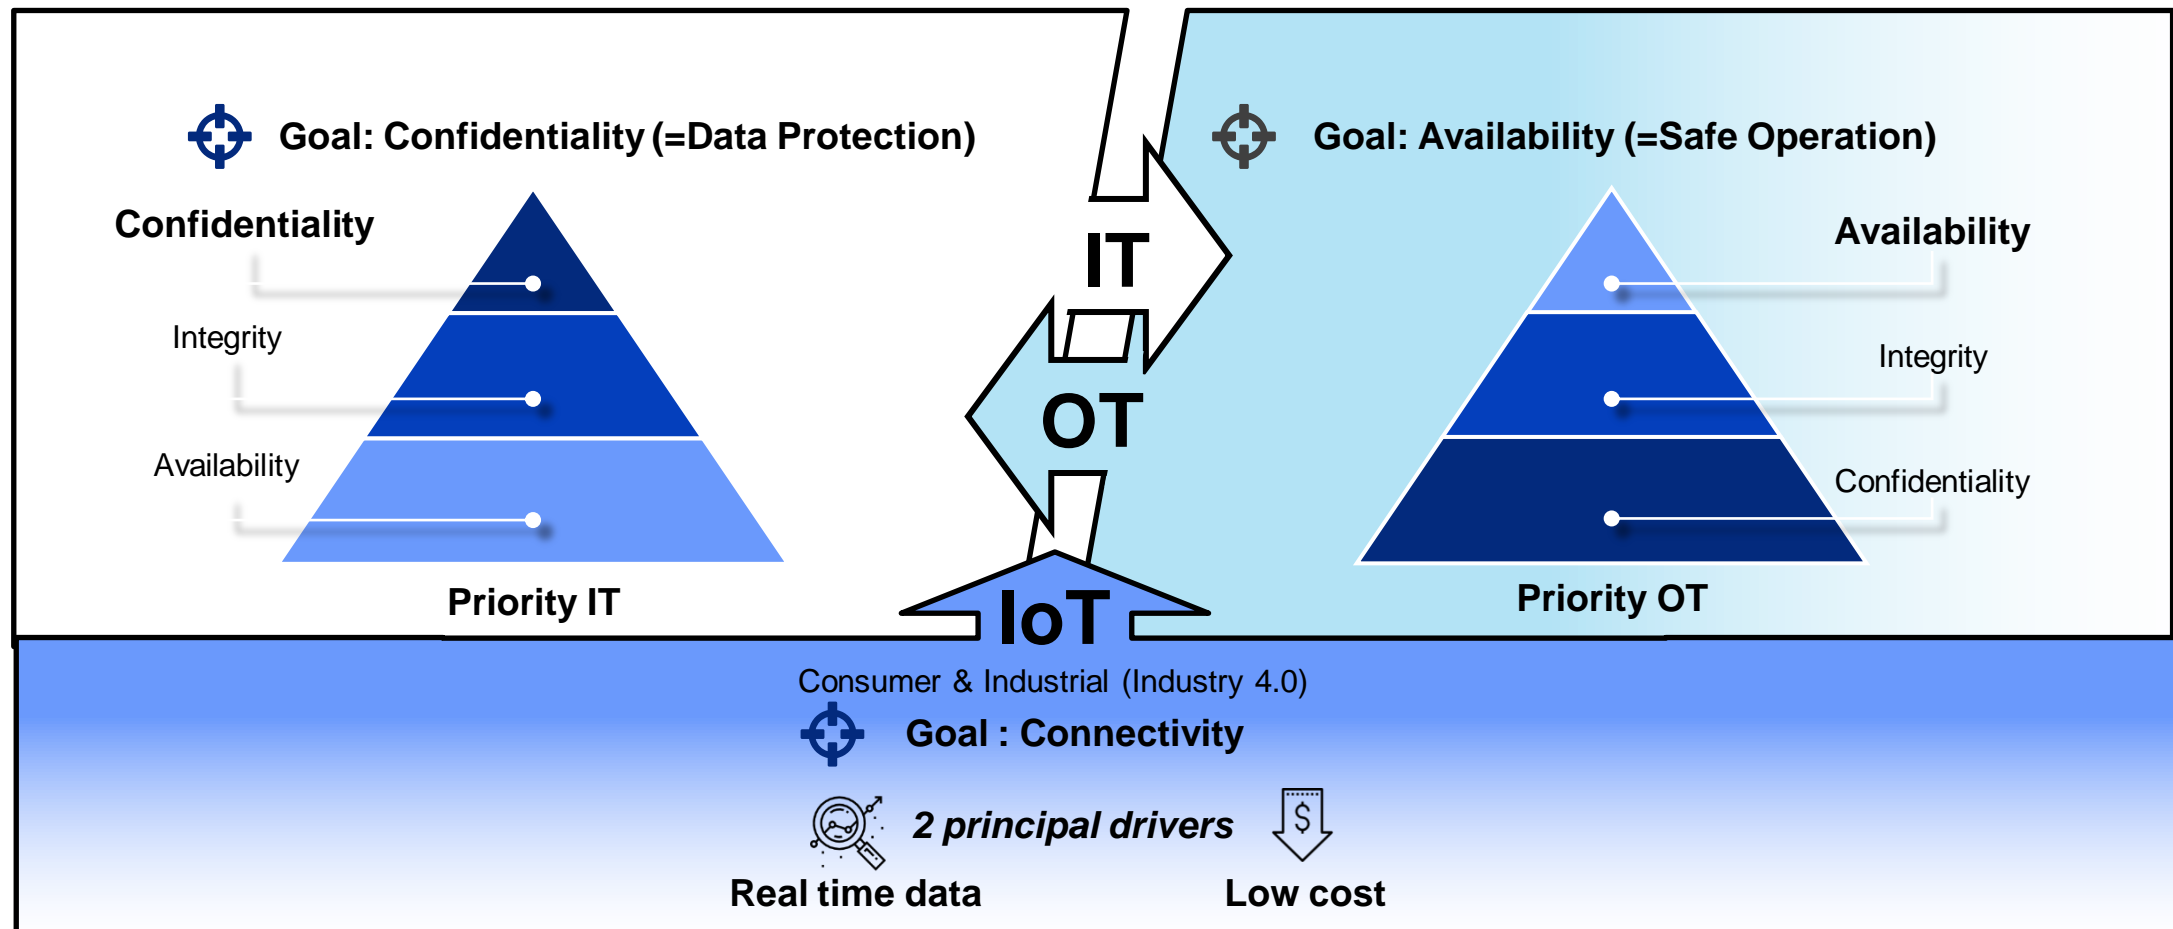 Goal: Confidentiality (=Data Protection)
Confidentiality
Integrity
Availability
Priority IT
IT
OT
Goal: Availability (=Safe Operation)
Availability
Integrity
Confidentiality
Priority OT
IoT
Consumer & Industrial (Industry 4.0)
Goal : Connectivity
2 principal drivers
$
Real time data
Low cost